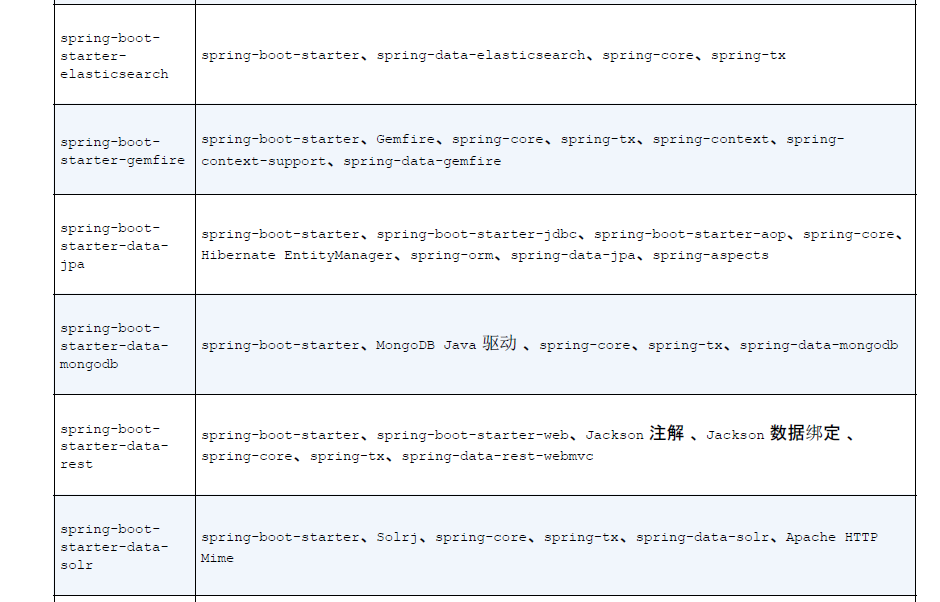 spring-boot-
starter-
elasticsearch
spring-boot-starter、spring-data-elasticsearch、spring-core、spring-tx
spring-boot-
starter-gemfire
spring-boot-starter、Gemfire、spring-core、spring-tx、spring-context、spring-
context-support、spring-data-gemfire
spring-boot-
starter-data-
jpa
spring-boot-starter、spring-boot-starter-jdbc、spring-boot-starter-aop、spring-core、
Hibernate EntityManager、spring-orm、spring-data-jpa、spring-aspects
spring-boot-
starter-data-
mongodb
spring-boot-starter、MongoDB Java 驱动 、spring-core、spring-tx、spring-data-mongodb
spring-boot-
starter-data-
rest
spring-boot-starter、spring-boot-starter-web、Jackson 注解 、Jackson 数据绑定 、
spring-core、spring-tx、spring-data-rest-webmvc
spring-boot-
starter-data-
solr
spring-boot-starter、Solrj、spring-core、spring-tx、spring-data-solr、Apache HTTP
Mime